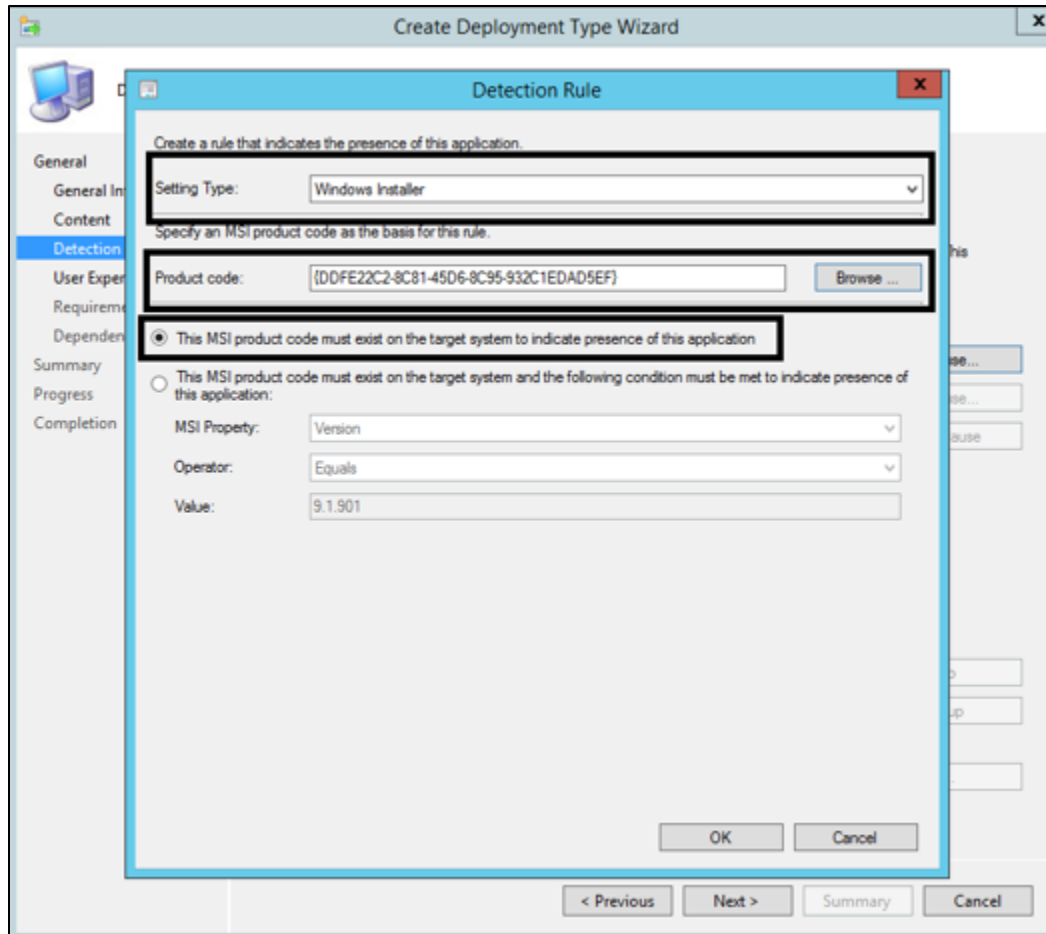 Create Deployment Type Wizard
x
D
Detection Rule
x
Create a rule that indicates the presence of this application.
Setting Type:
Windows Installer
Specify an MSI product code as the basis for this rule.
Product code:
{DDFE22C2-8C81-45D6-8C95-932C1EDAD5EF}
Browse ...
This MSI product code must exist on the target system to indicate presence of this application
This MSI product code must exist on the target system and the following condition must be met to indicate presence of
this application:
MSI Property:
Version
Operator:
Equals
Value:
9.1.901
OK
Cancel
General
General In
Content
Detection
User Exper
Requireme
Dependen
Summary
Progress
Completion
his
se...
se...
ause
up
< Previous
Next >
Summary
Cancel